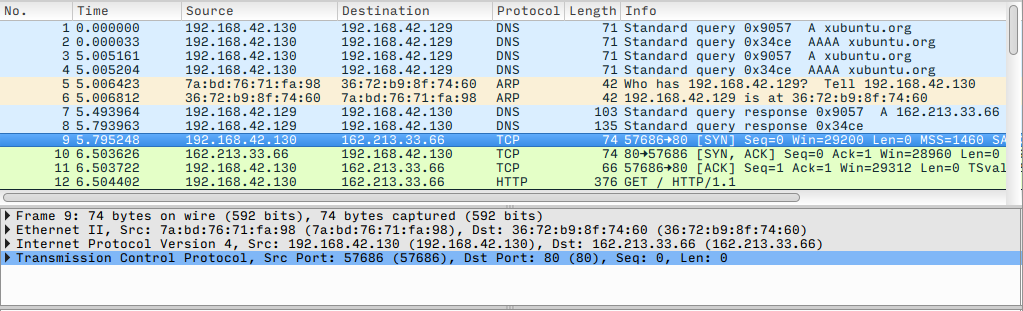 No. Time Source Destination Protocol Length Info
1 0.000000 192.168.42.130 192.168.42.129 DNS 71 Standard query 0x9057 A xubuntu.org
2 0.000033 192.168.42.130 192.168.42.129 DNS 71 Standard query 0x34ce AAAA xubuntu.org
3 5.005161 192.168.42.130 192.168.42.129 DNS 71 Standard query 0x9057 A xubuntu.org
4 5.005204 192.168.42.130 192.168.42.129 DNS 71 Standard query 0x34ce AAAA xubuntu.org
5 5.006423 7a:bd:76:71:fa:98 36:72:b9:8f:74:60 ARP 42 Who has 192.168.42.129? Tell 192.168.42.130
6 5.006812 36:72:b9:8f:74:60 7a:bd:76:71:fa:98 ARP 42 192.168.42.129 is at 36:72:b9:8f:74:60
7 5.493964 192.168.42.129 192.168.42.130 DNS 103 Standard query response 0x9057 A 162.213.33.66
8 5.793963 192.168.42.129 192.168.42.130 DNS 135 Standard query response 0x34ce
9 5.795248 192.168.42.130 162.213.33.66 TCP 74 57686→80 [SYN] Seq=0 Win=29200 Len=0 MSS=1460 SA
10 6.503626 162.213.33.66 192.168.42.130 TCP 74 80→57686 [SYN, ACK] Seq=0 Ack=1 Win=28960 Len=0
11 6.503722 192.168.42.130 162.213.33.66 TCP 66 57686→80 [ACK] Seq=1 Ack=1 Win=29312 Len=0 TSval
12 6.504402 192.168.42.130 162.213.33.66 HTTP 376 GET / HTTP/1.1
Frame 9: 74 bytes on wire (592 bits), 74 bytes captured (592 bits)
Ethernet II, Src: 7a:bd:76:71:fa:98 (7a:bd:76:71:fa:98), Dst: 36:72:b9:8f:74:60 (36:72:b9:8f:74:60)
Internet Protocol Version 4, Src: 192.168.42.130 (192.168.42.130), Dst: 162.213.33.66 (162.213.33.66)
Transmission Control Protocol, Src Port: 57686 (57686), Dst Port: 80 (80), Seq: 0, Len: 0